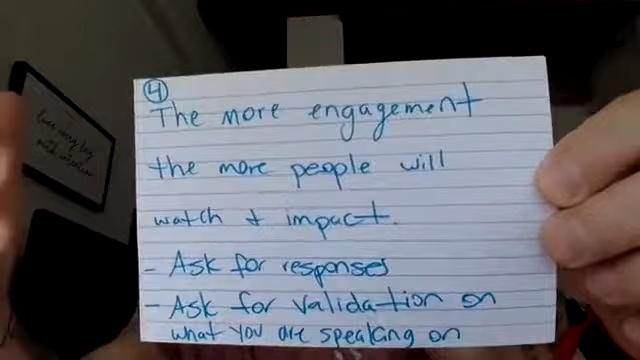 ④
The more engagement
the more people will
watch & impact.
- Ask for responses
- Ask for validation on
what you are speaking on